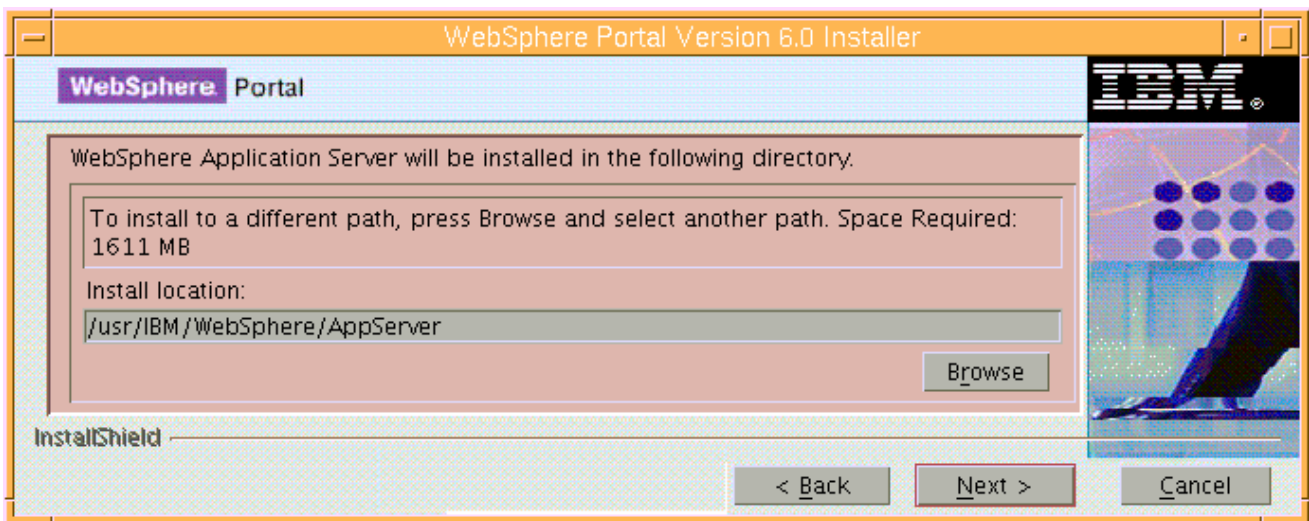 WebSphere Portal Version 6.0 Installer
WebSphere Portal
IBM®
WebSphere Application Server will be installed in the following directory.
To install to a different path, press Browse and select another path. Space Required:
1611 MB
Install location:
/usr/IBM/WebSphere/AppServer
Browse
InstallShield
< Back Next > Cancel